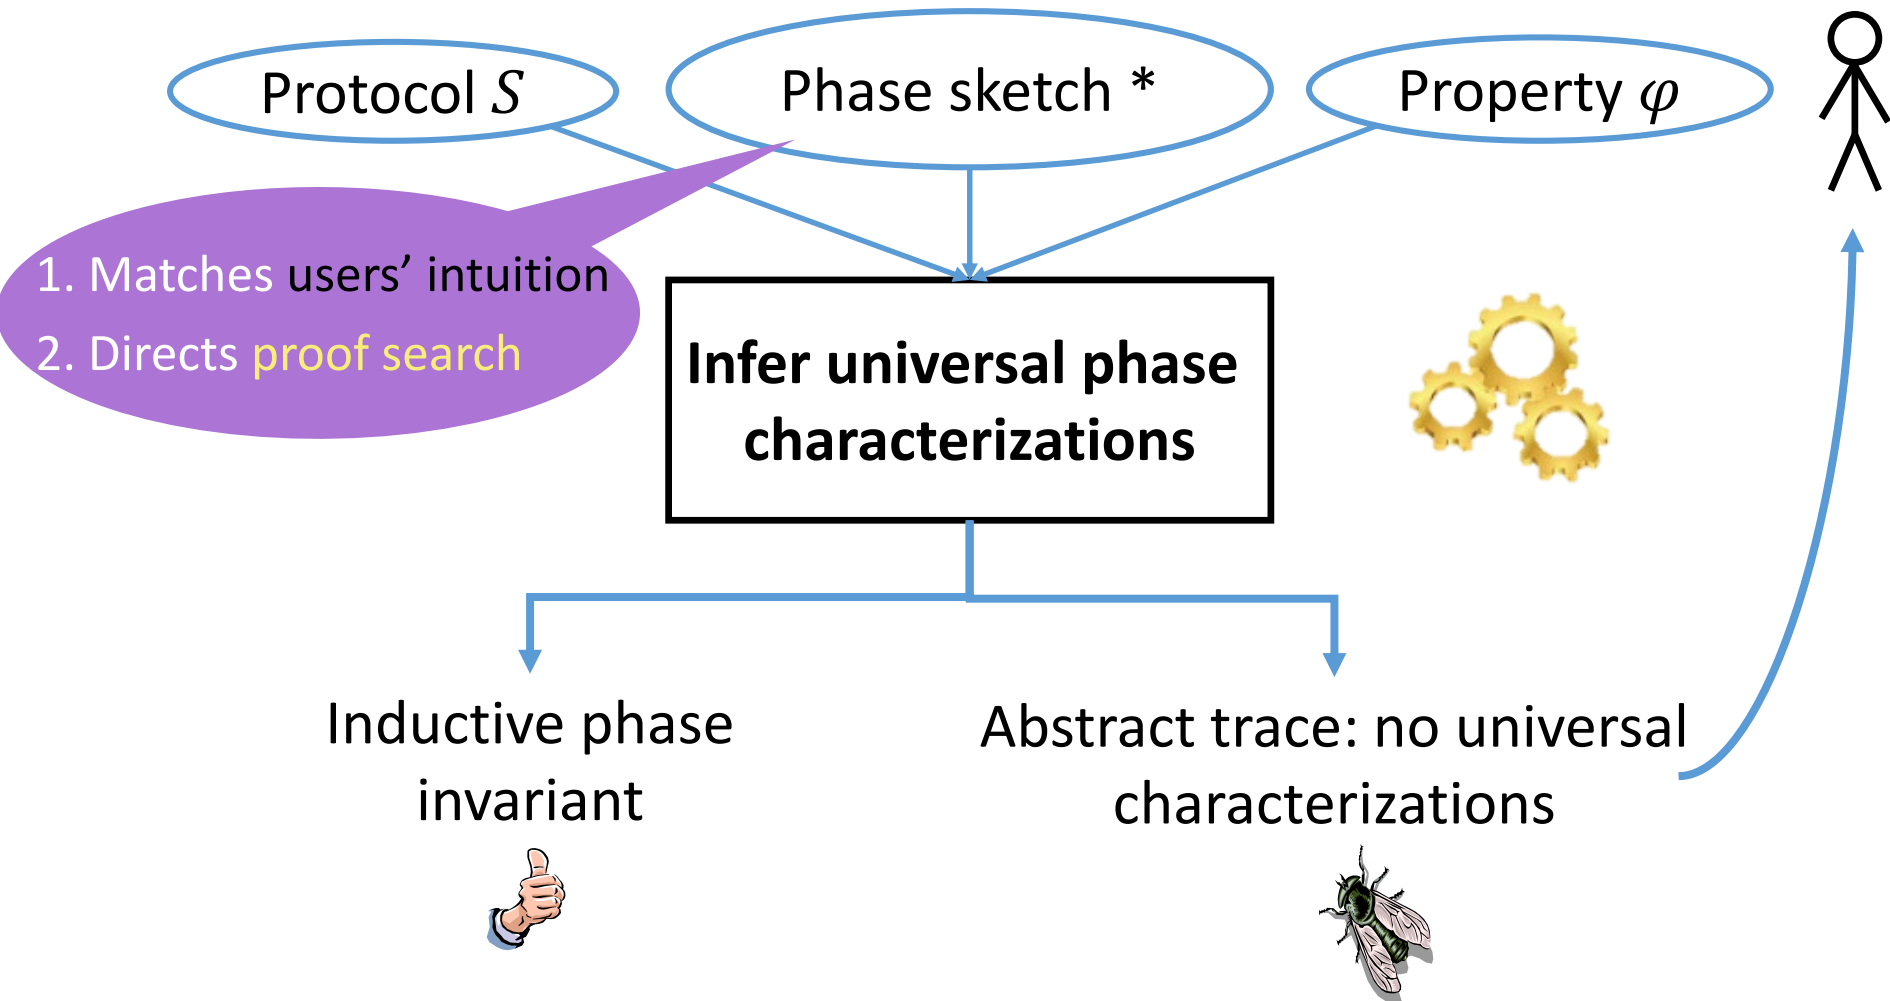 Protocol S
Phase sketch *
Property φ
1. Matches users’ intuition
2. Directs proof search
Infer universal phase
characterizations
Inductive phase
invariant
Abstract trace: no universal
characterizations